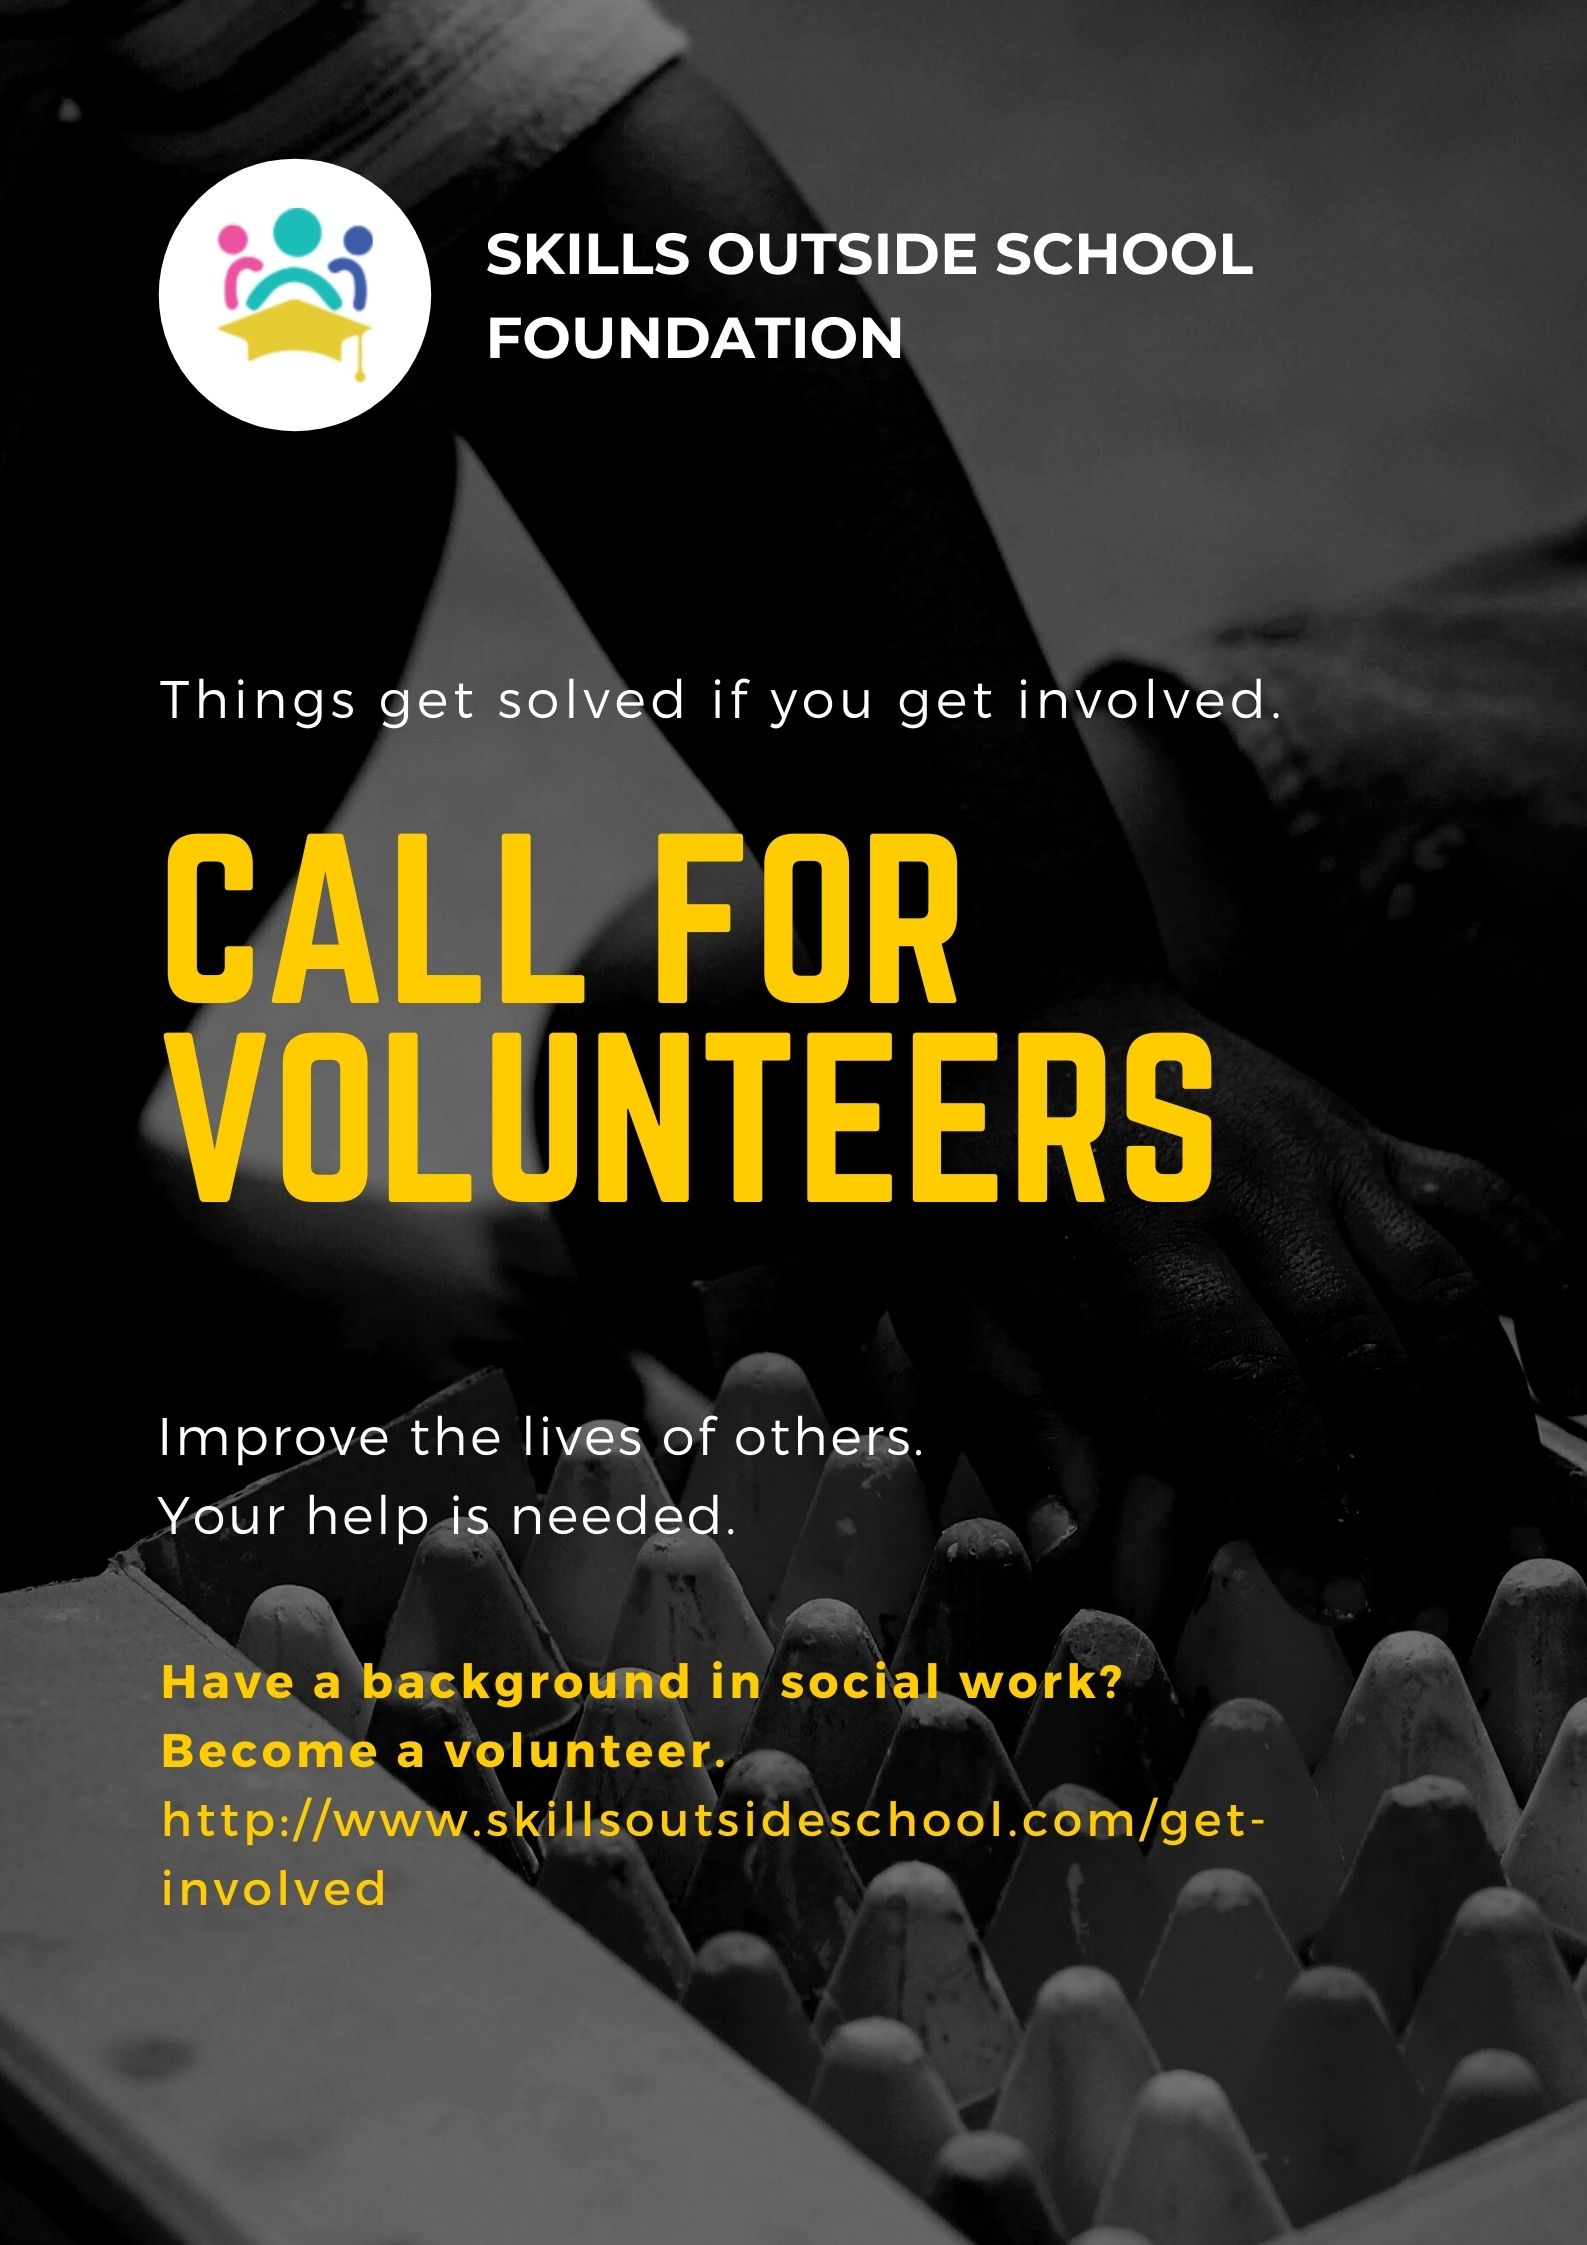 SKILLS OUTSIDE SCHOOL
FOUNDATION
Things get solved if you get involved.
CALL FOR
VOLUNTEERS
Improve the lives of others.
Your help is needed.
Have a background in social work?
Become a volunteer.
http://www.skillsoutsideschool.com/get-
involved